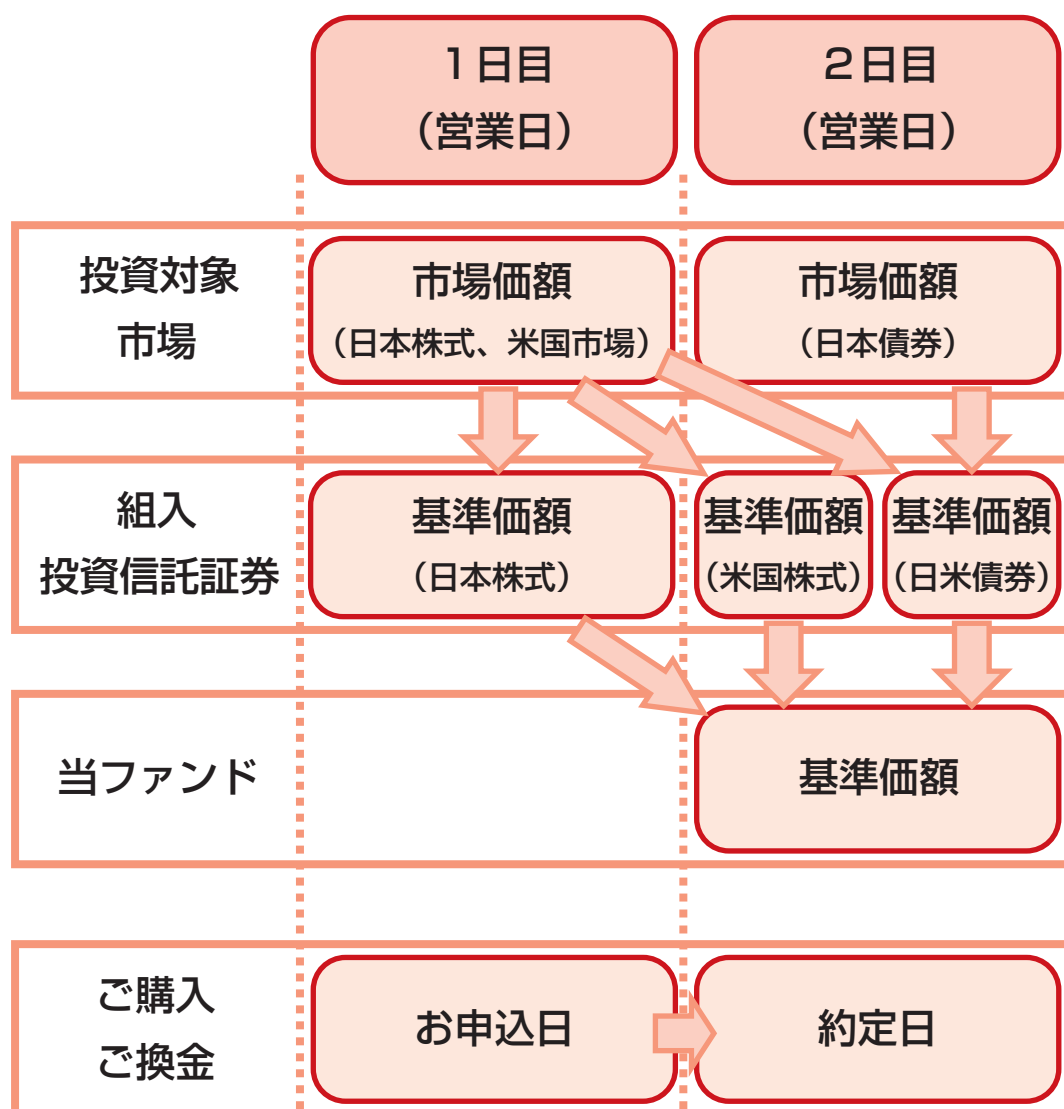 1日目
（営業日）
2日目
（営業日）
投資対象
市場
市場価額
（日本株式、米国市場）
市場価額
（日本債券）
組入
投資信託証券
基準価額
（日本株式）
基準価額
（米国株式）
基準価額
（日米債券）
当ファンド
基準価額
ご購入
ご換金
お申込日
約定日